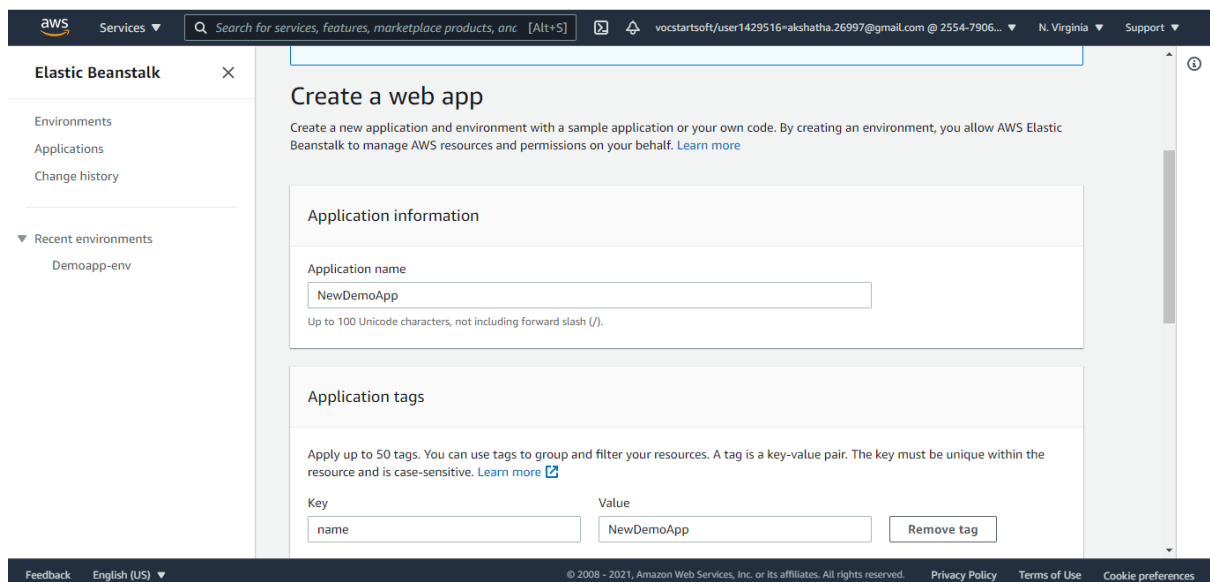 aws
Services ▼
Search for services, features, marketplace products, and [Alt+S]
vocstartsoft/user1429516=akshatha.26997@gmail.com @ 2554-7906... ▼
N. Virginia ▼
Support ▼
Elastic Beanstalk
Environments
Applications
Change history
▼ Recent environments
Demoapp-env
Create a web app
Create a new application and environment with a sample application or your own code. By creating an environment, you allow AWS Elastic
Beanstalk to manage AWS resources and permissions on your behalf. Learn more
Application information
Application name
NewDemoApp
Up to 100 Unicode characters, not including forward slash (/).
Application tags
Apply up to 50 tags. You can use tags to group and filter your resources. A tag is a key-value pair. The key must be unique within the
resource and is case-sensitive. Learn more
Key Value
name NewDemoApp Remove tag
Feedback English (US) ▼ © 2008 - 2021, Amazon Web Services, Inc. or its affiliates. All rights reserved. Privacy Policy Terms of Use Cookie preferences